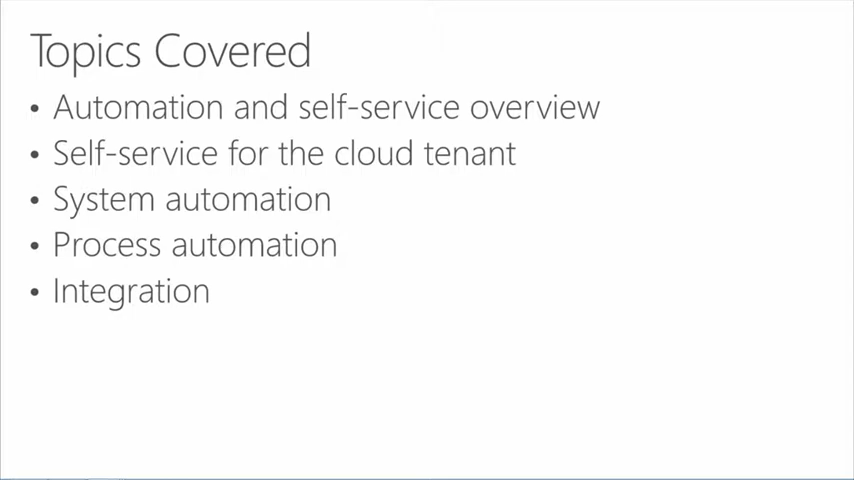 Topics Covered
• Automation and self-service overview
• Self-service for the cloud tenant
• System automation
• Process automation
• Integration